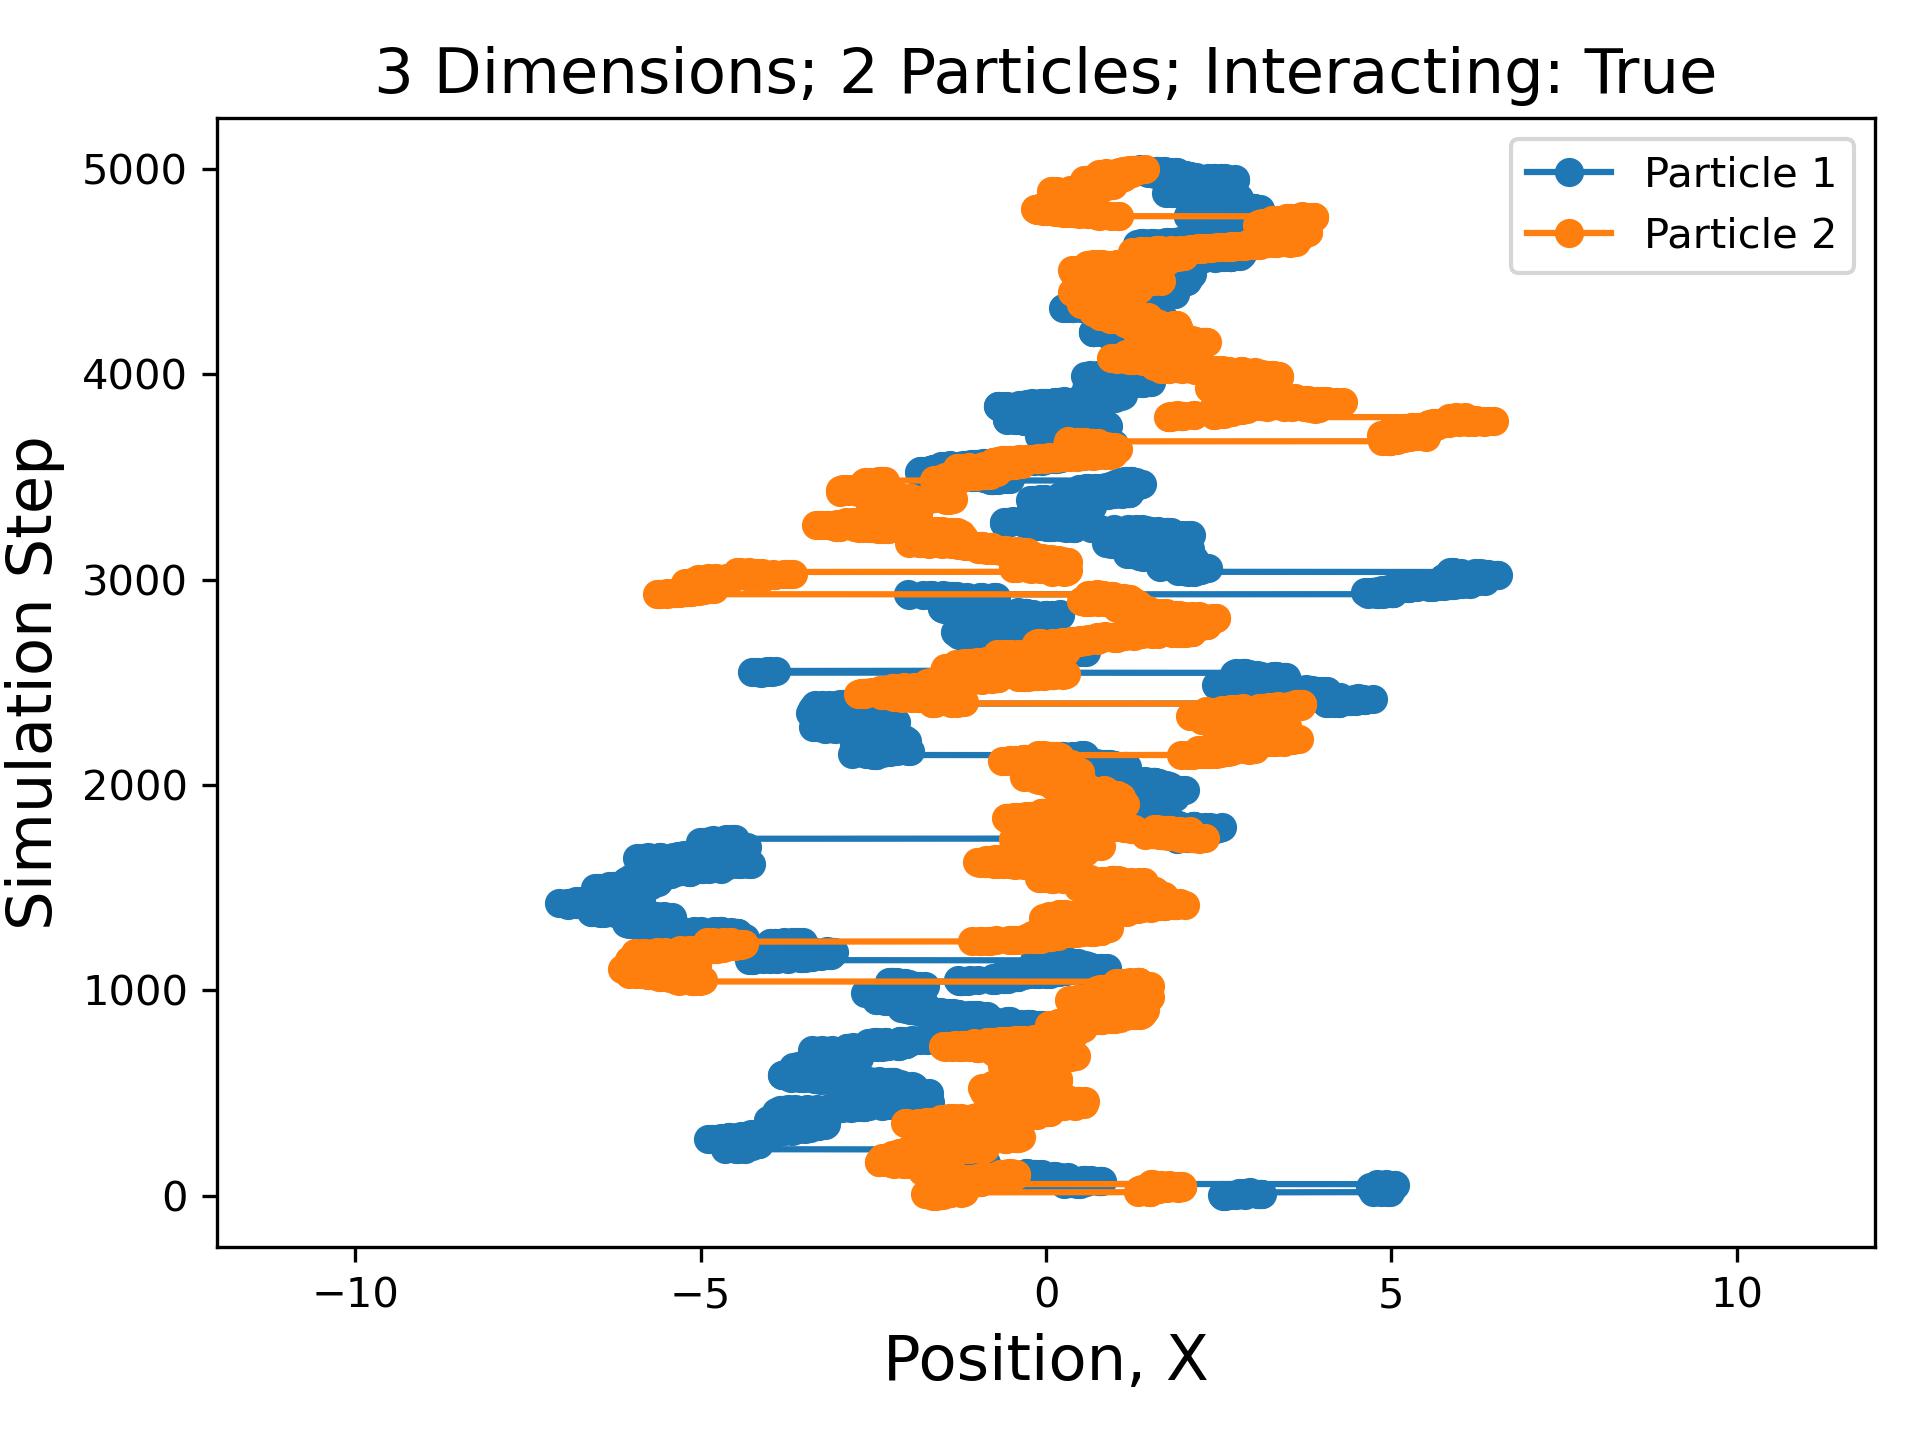 3 Dimensions; 2 Particles; Interacting: True
Particle 1
Particle 2
Simulation Step
5000
4000
3000
2000
1000
0
−10
−5
0
5
10
Position, X